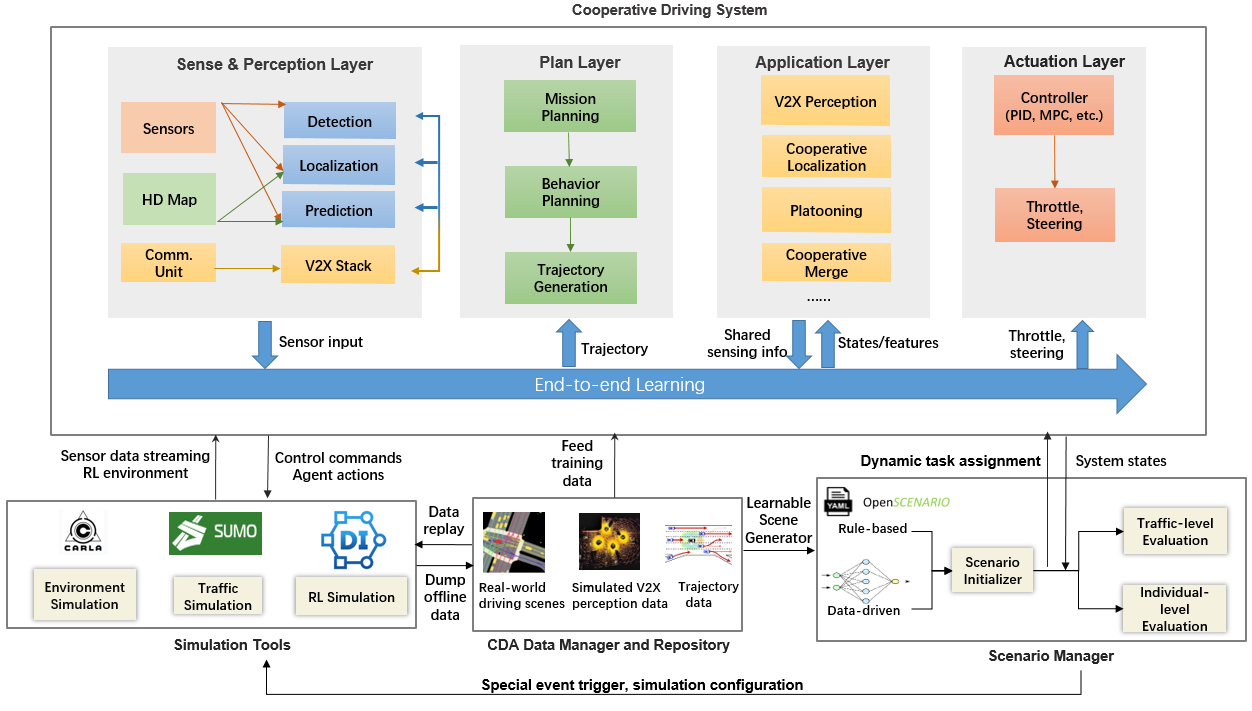 Cooperative Driving System
Sense & Perception Layer
Sensors
HD Map
Comm.
Unit
Detection
Localization
Prediction
V2X Stack
Plan Layer
Mission
Planning
Behavior
Planning
Trajectory
Generation
Application Layer
V2X Perception
Cooperative
Localization
Platooning
Cooperative
Merge
......
Actuation Layer
Controller
(PID, MPC, etc.)
Throttle,
Steering
Sensor input
Trajectory
Shared
sensing info
States/features
Throttle,
steering
End-to-end Learning
Sensor data streaming
RL environment
Control commands
Agent actions
Feed
training
data
Dynamic task assignment
System states
CARLA
SUMO
DI
Environment
Simulation
Traffic
Simulation
RL Simulation
Simulation Tools
Data
replay
Dump
offline
data
Real-world
driving scenes
Simulated V2X
perception data
Trajectory
data
CDA Data Manager and Repository
Learnable
Scene
Generator
YAML
OpenSCENARIO
Rule-based
Data-driven
Scenario
Initializer
Traffic-level
Evaluation
Individual-
level
Evaluation
Scenario Manager
Special event trigger, simulation configuration